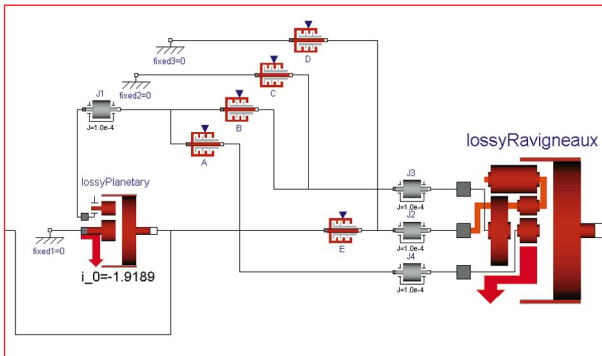 fixed3=0
D
fixed2=0
C
J1
J=1.0e-4
B
A
lossyRavigneaux
J3
J=1.0e-4
lossyPlanetary
J2
J=1.0e-4
fixed1=0
E
i_0=-1.9189
J4
J=1.0e-4